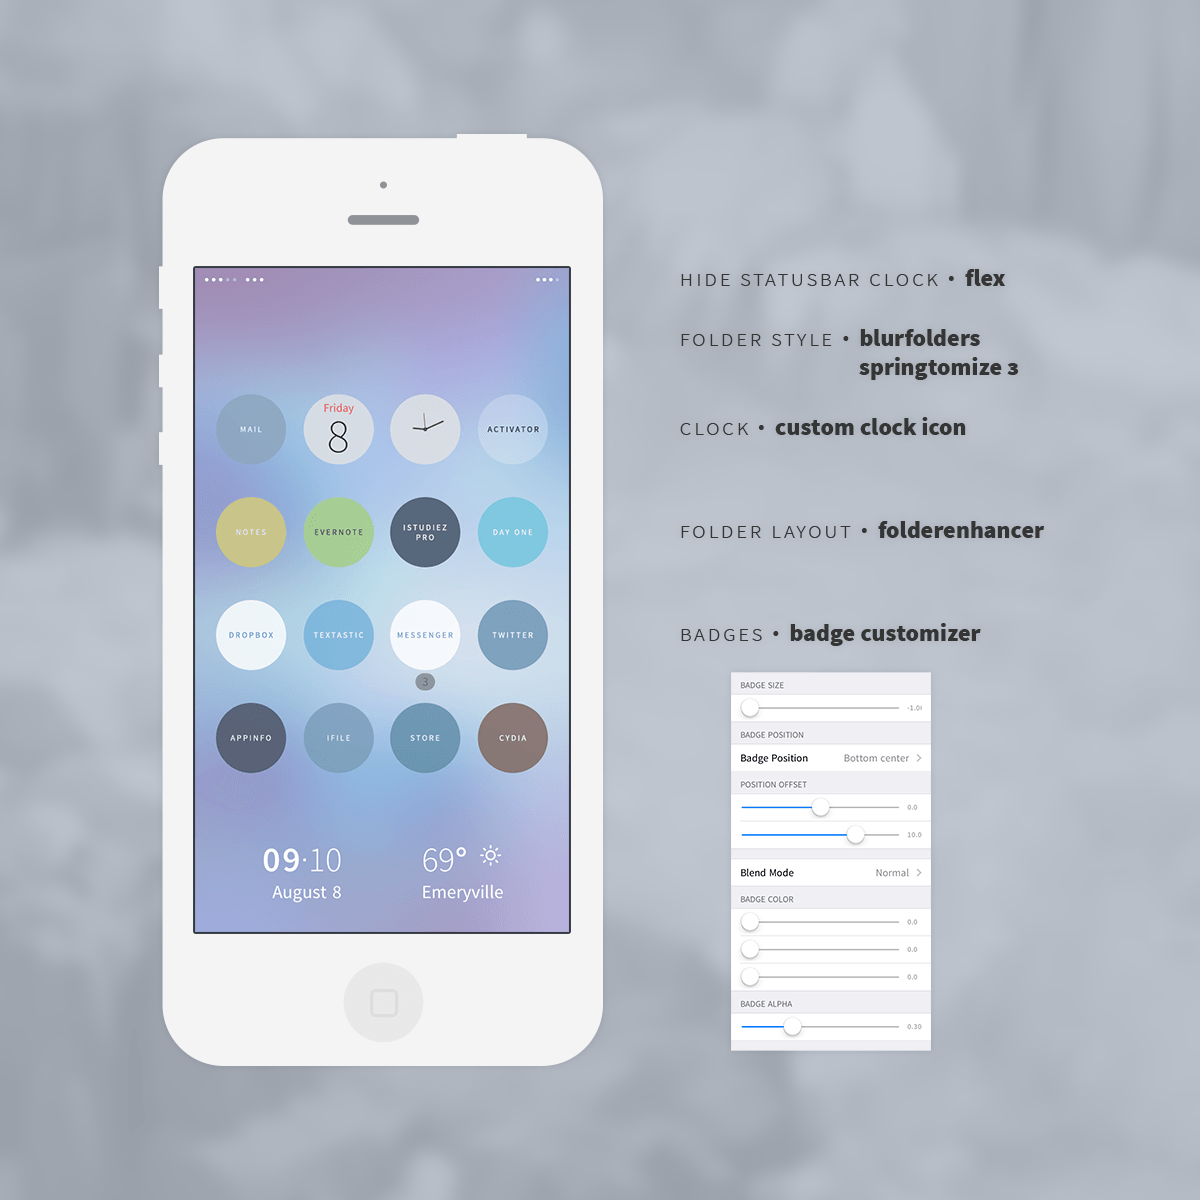 MAIL
Friday
8
ACTIVATOR
NOTES
EVERNOTE
ISTUDIEZ
PRO
DAY ONE
DROPBOX
TEXTASTIC
MESSENGER
TWITTER
3
APPINFO
IFILE
STORE
CYDIA
09·10
August 8
69°
Emeryville
HIDE STATUSBAR CLOCK • flex
FOLDER STYLE • blurfolders
springtomize 3
CLOCK • custom clock icon
FOLDER LAYOUT • folderenhancer
BADGES • badge customizer
BADGE SIZE
-1.0
BADGE POSITION
Badge Position Bottom center >
POSITION OFFSET
0.0
10.0
Blend Mode Normal >
BADGE COLOR
0.0
0.0
0.0
BADGE ALPHA
0.30